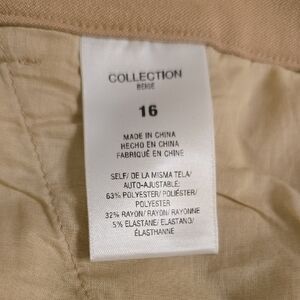 COLLECTION
BEIGE
16
MADE IN CHINA
HECHO EN CHINA
FABRIQUÉ EN CHINE
SELF/ DE LA MISMA TELA/
AUTO-AJUSTABLE:
63% POLYESTER/ POLIÉSTER/
POLYESTER
32% RAYON/ RAYÓN/ RAYONNE
5% ELASTANE/ ELASTANO/
ÉLASTHANNE